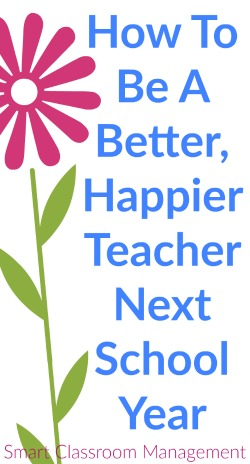 How To
Be A
Better,
Happier
Teacher
Next
School
Year
Smart Classroom Management